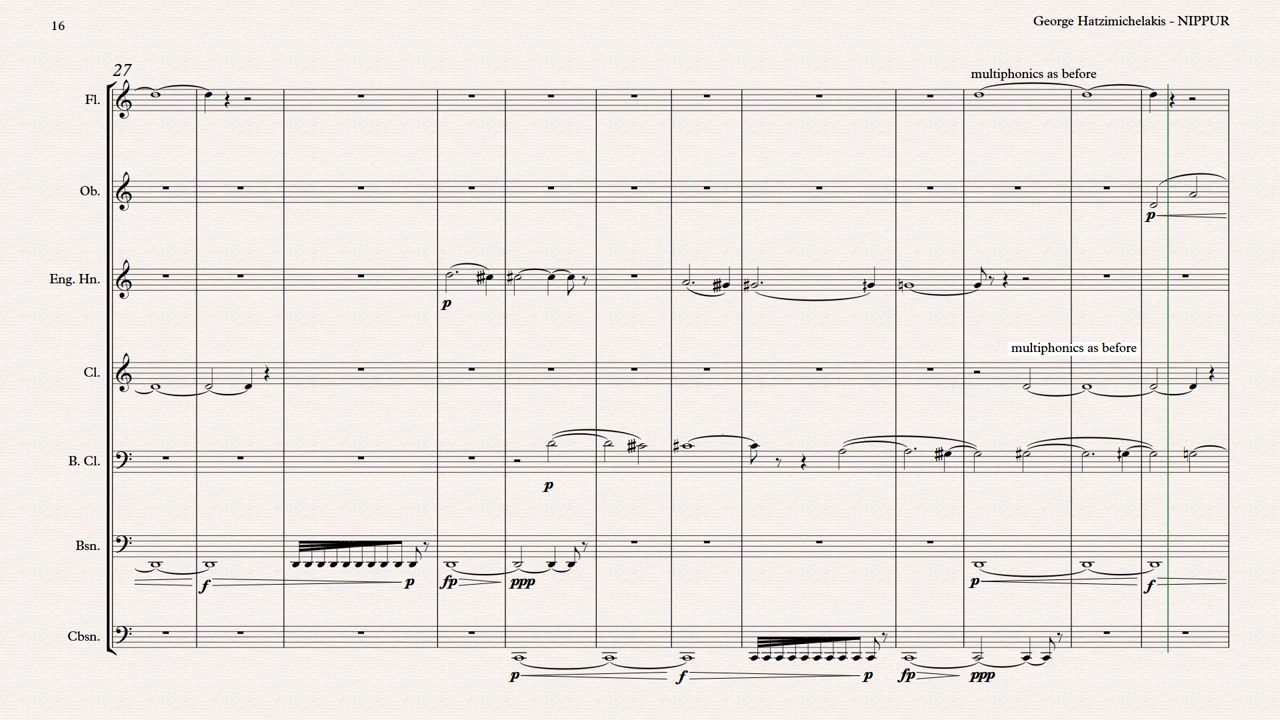 16
George Hatzimichelakis - NIPPUR
27
multiphonics as before
Fl.
Ob.
p
Eng. Hn.
p
multiphonics as before
Cl.
B. Cl.
p
Bsn.
f p fp ppp p f
Cbsn.
p f p fp ppp